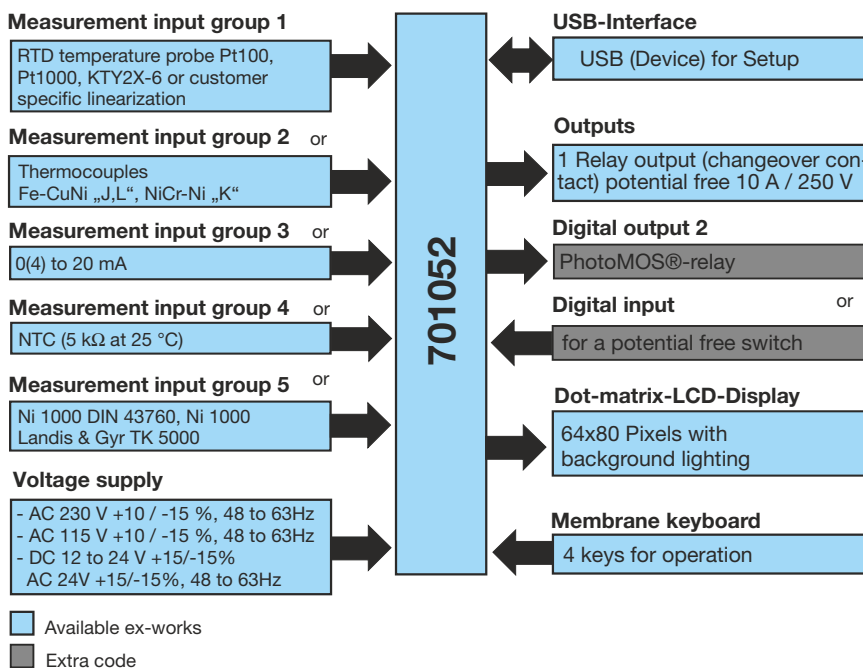 Measurement input group 1
RTD temperature probe Pt100,
Pt1000, KTY2X-6 or customer
specific linearization
Measurement input group 2 or
Thermocouples
Fe-CuNi „J,L“, NiCr-Ni „K“
Measurement input group 3 or
0(4) to 20 mA
Measurement input group 4 or
NTC (5 kΩ at 25 °C)
Measurement input group 5 or
Ni 1000 DIN 43760, Ni 1000
Landis & Gyr TK 5000
Voltage supply
- AC 230 V +10 / -15 %, 48 to 63Hz
- AC 115 V +10 / -15 %, 48 to 63Hz
- DC 12 to 24 V +15/-15%
AC 24V +15/-15%, 48 to 63Hz
701052
USB-Interface
USB (Device) for Setup
Outputs
1 Relay output (changeover con-
tact) potential free 10 A / 250 V
Digital output 2
PhotoMOS®-relay
Digital input or
for a potential free switch
Dot-matrix-LCD-Display
64x80 Pixels with
background lighting
Membrane keyboard
4 keys for operation
Available ex-works
Extra code